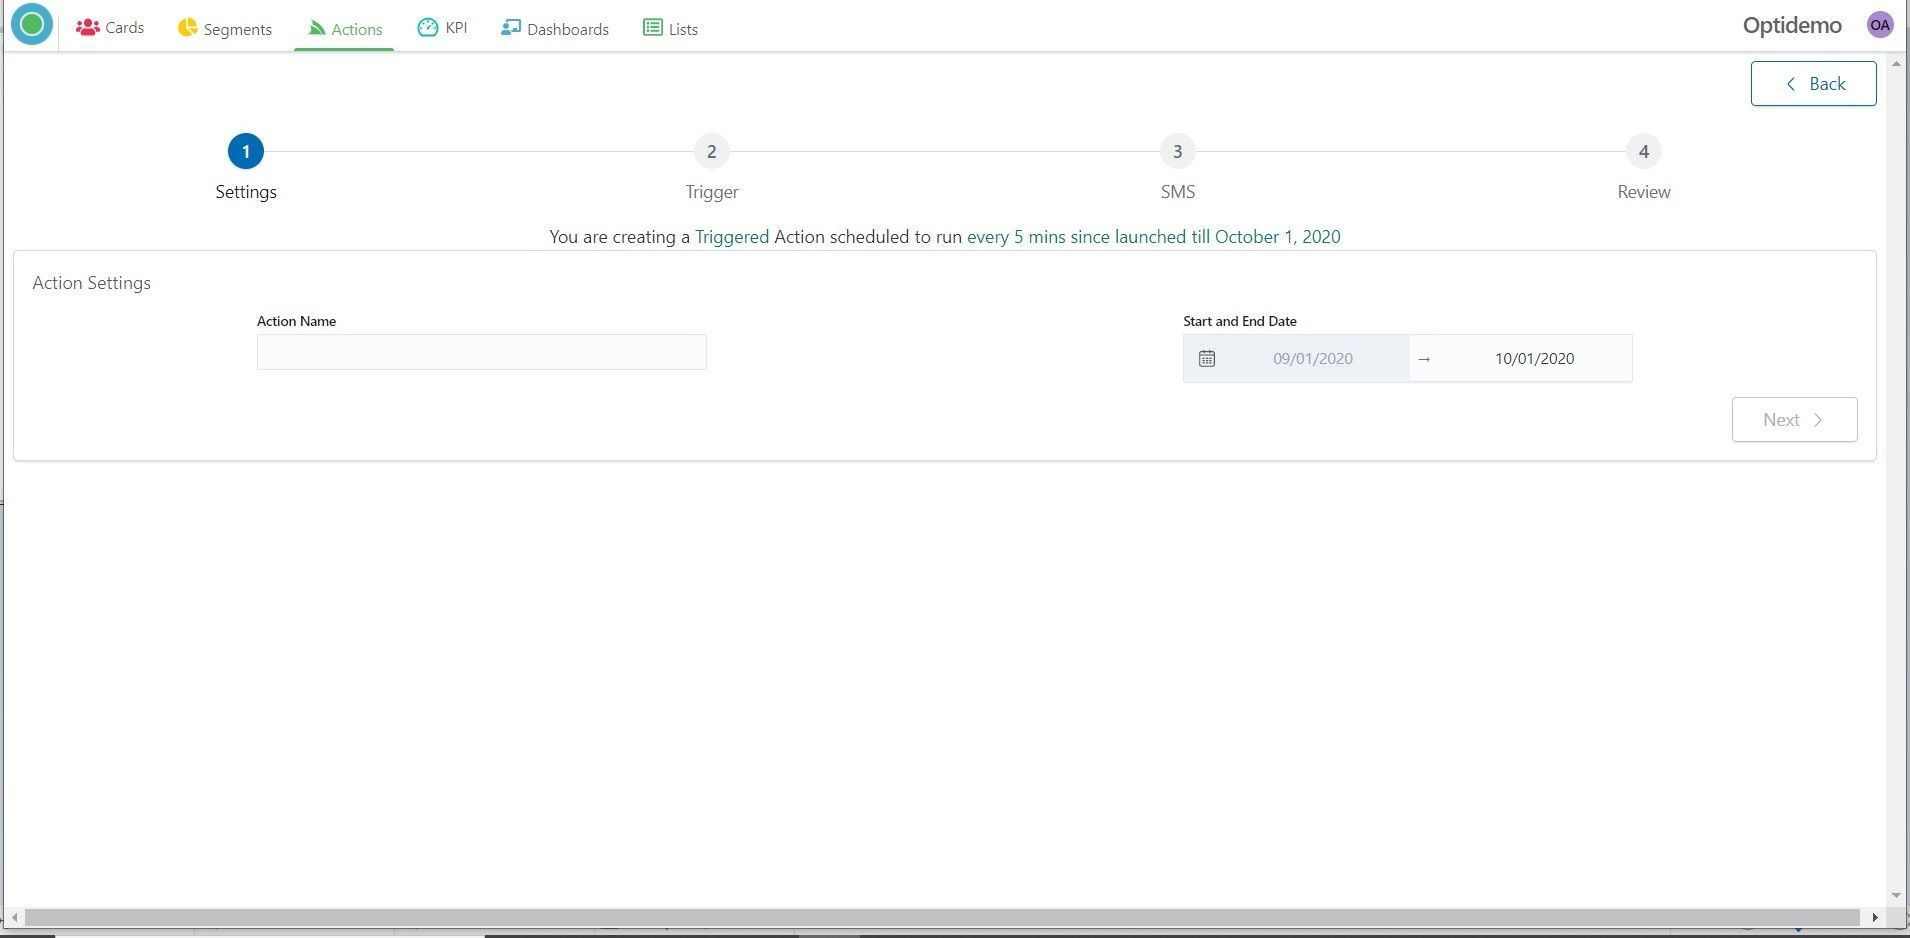 Cards Segments Actions KPI Dashboards Lists Optidemo OA
Back
1 2 3 4
Settings Trigger SMS Review
You are creating a Triggered Action scheduled to run every 5 mins since launched till October 1, 2020
Action Settings
Action Name Start and End Date
09/01/2020 → 10/01/2020
Next